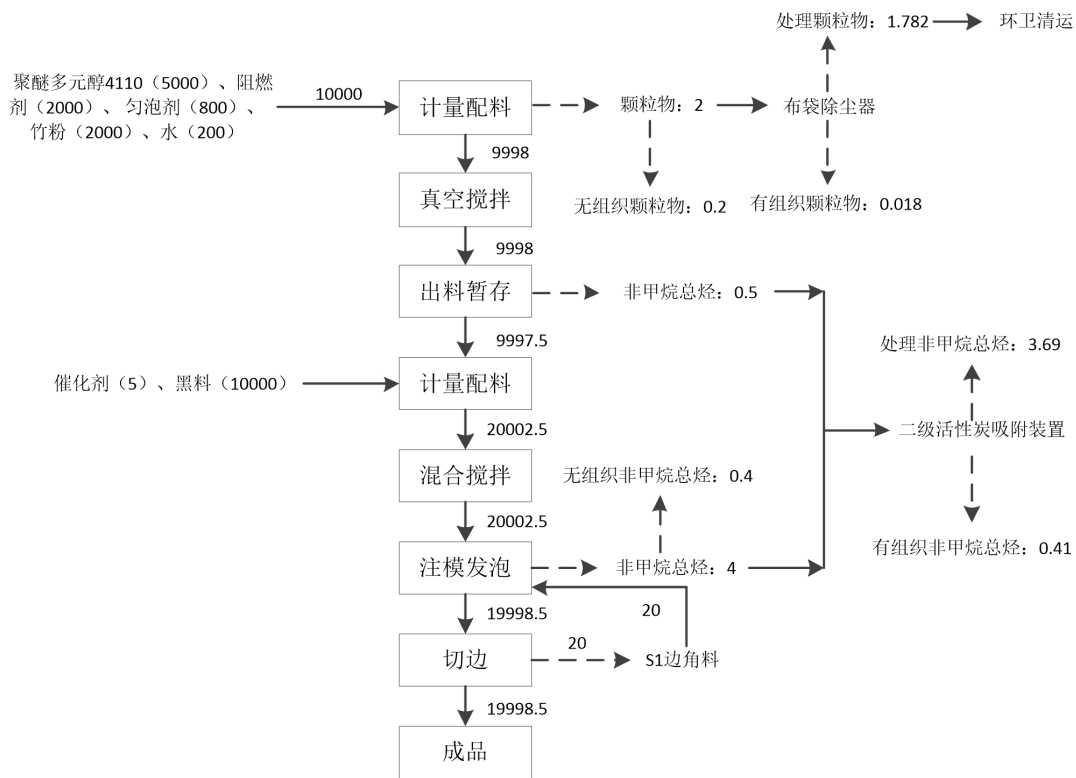 处理颗粒物：1.782
环卫清运
聚醚多元醇4110（5000）、阻燃
剂（2000）、匀泡剂（800）、
竹粉（2000）、水（200）
10000
计量配料
颗粒物：2
布袋除尘器
9998
真空搅拌
无组织颗粒物：0.2
有组织颗粒物：0.018
9998
出料暂存
非甲烷总烃：0.5
9997.5
处理非甲烷总烃：3.69
催化剂（5）、黑料（10000）
计量配料
20002.5
二级活性炭吸附装置
混合搅拌
无组织非甲烷总烃：0.4
20002.5
有组织非甲烷总烃：0.41
注模发泡
非甲烷总烃：4
19998.5
20
切边
20
S1边角料
19998.5
成品